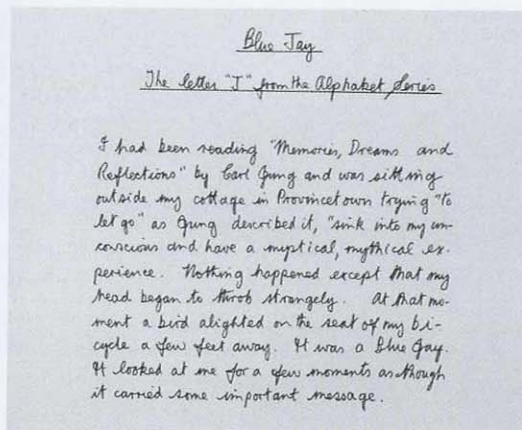 Blue Jay
The letter "J" from the Alphabet Series
I had been reading "Memories, Dreams and
Reflections" by Carl Jung and was sitting
outside my cottage in Provincetown trying "to
let go" as Jung described it, "sink into my un-
conscious and have a mystical, mythical ex-
perience. Nothing happened except that my
head began to throb strangely. At that mo-
ment a bird alighted on the seat of my bi-
cycle a few feet away. It was a Blue Jay.
It looked at me for a few moments as though
it carried some important message.